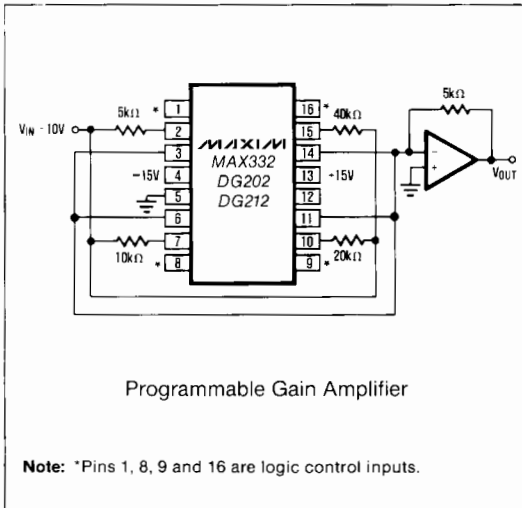 5kΩ * 1 16 * 40kΩ 5kΩ
VIN - 10V 2 15
3 MAXIM 14 - VOUT
-15V 4 MAX332 13 +15V +
5 DG202 12
6 DG212 11
10kΩ 7 10 20kΩ
* 8 9 *
Programmable Gain Amplifier
Note: *Pins 1, 8, 9 and 16 are logic control inputs.